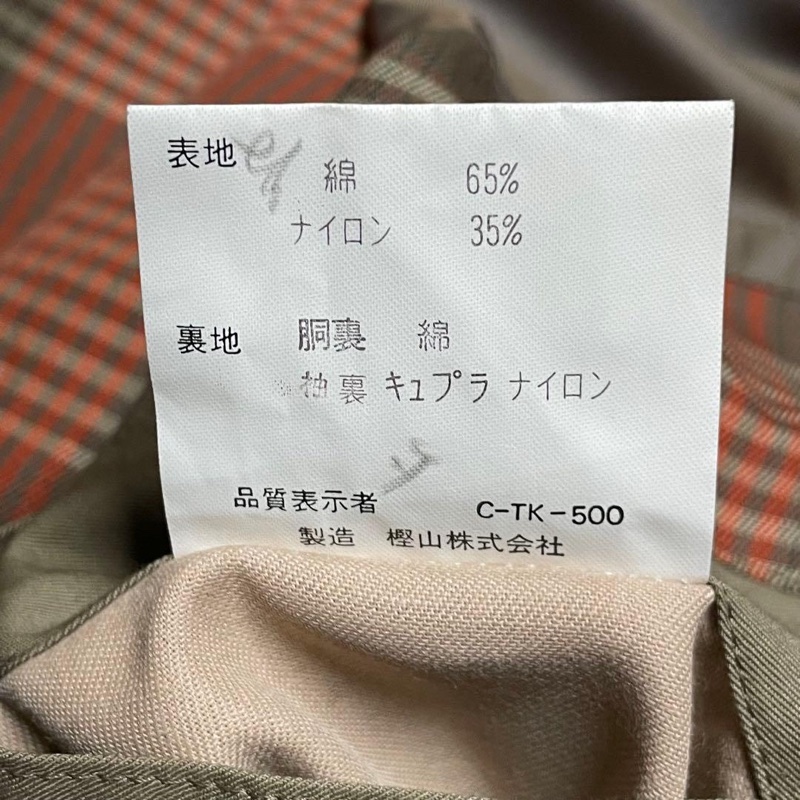 表地 綿 65%
ナイロン 35%
裏地 胴裏 綿
袖裏 キュプラ ナイロン
品質表示者 C-TK-500
製造 樫山株式会社